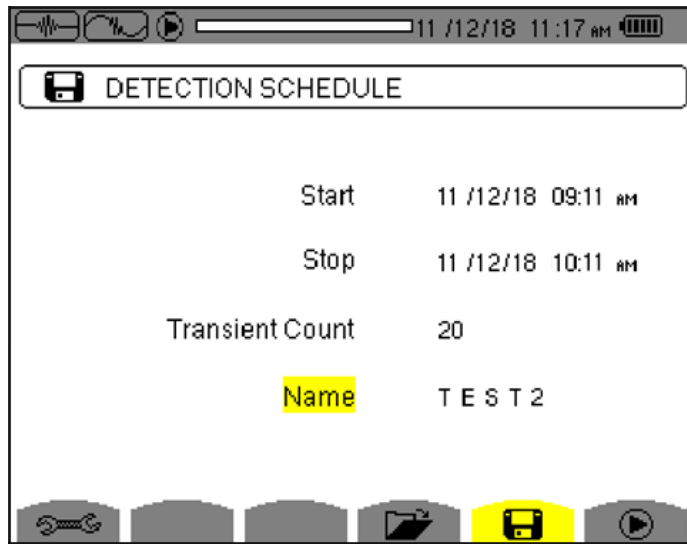 11 /12/18 11:17 AM
DETECTION SCHEDULE
Start 11 /12/18 09:11 AM
Stop 11 /12/18 10:11 AM
Transient Count 20
Name T E S T 2